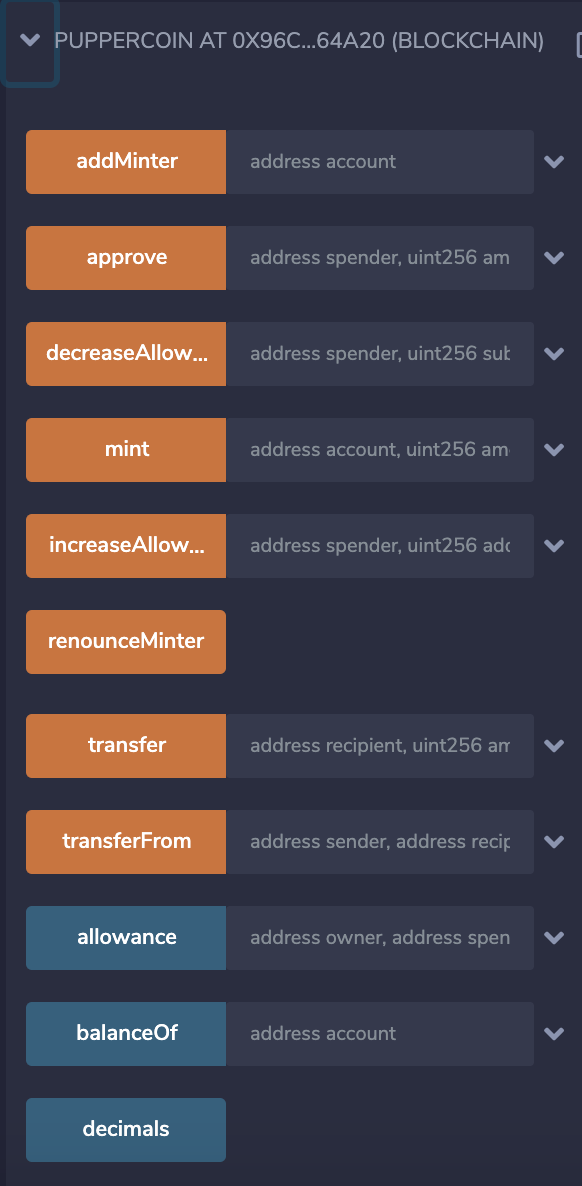 PUPPERCOIN AT 0X96C...64A20 (BLOCKCHAIN)
addMinter address account
approve address spender, uint256 am
decreaseAllow... address spender, uint256 sub
mint address account, uint256 am
increaseAllow... address spender, uint256 add
renounceMinter
transfer address recipient, uint256 am
transferFrom address sender, address recip
allowance address owner, address spen
balanceOf address account
decimals